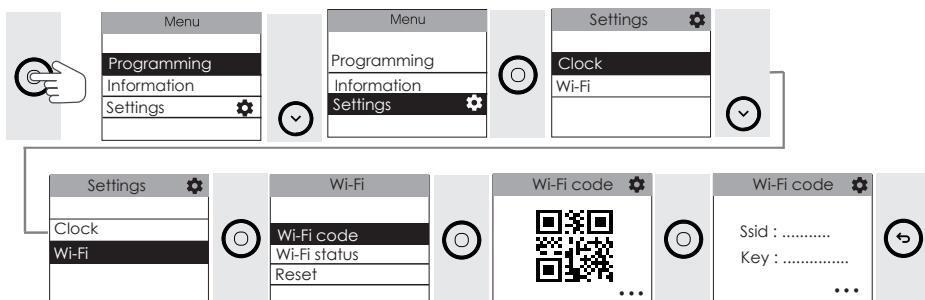 Menu
Programming
Information
Settings
Menu
Programming
Information
Settings
Settings
Clock
Wi-Fi
Settings
Clock
Wi-Fi
Wi-Fi
Wi-Fi code
Wi-Fi status
Reset
Wi-Fi code
...
Wi-Fi code
Ssid : ...........
Key : ..............
...